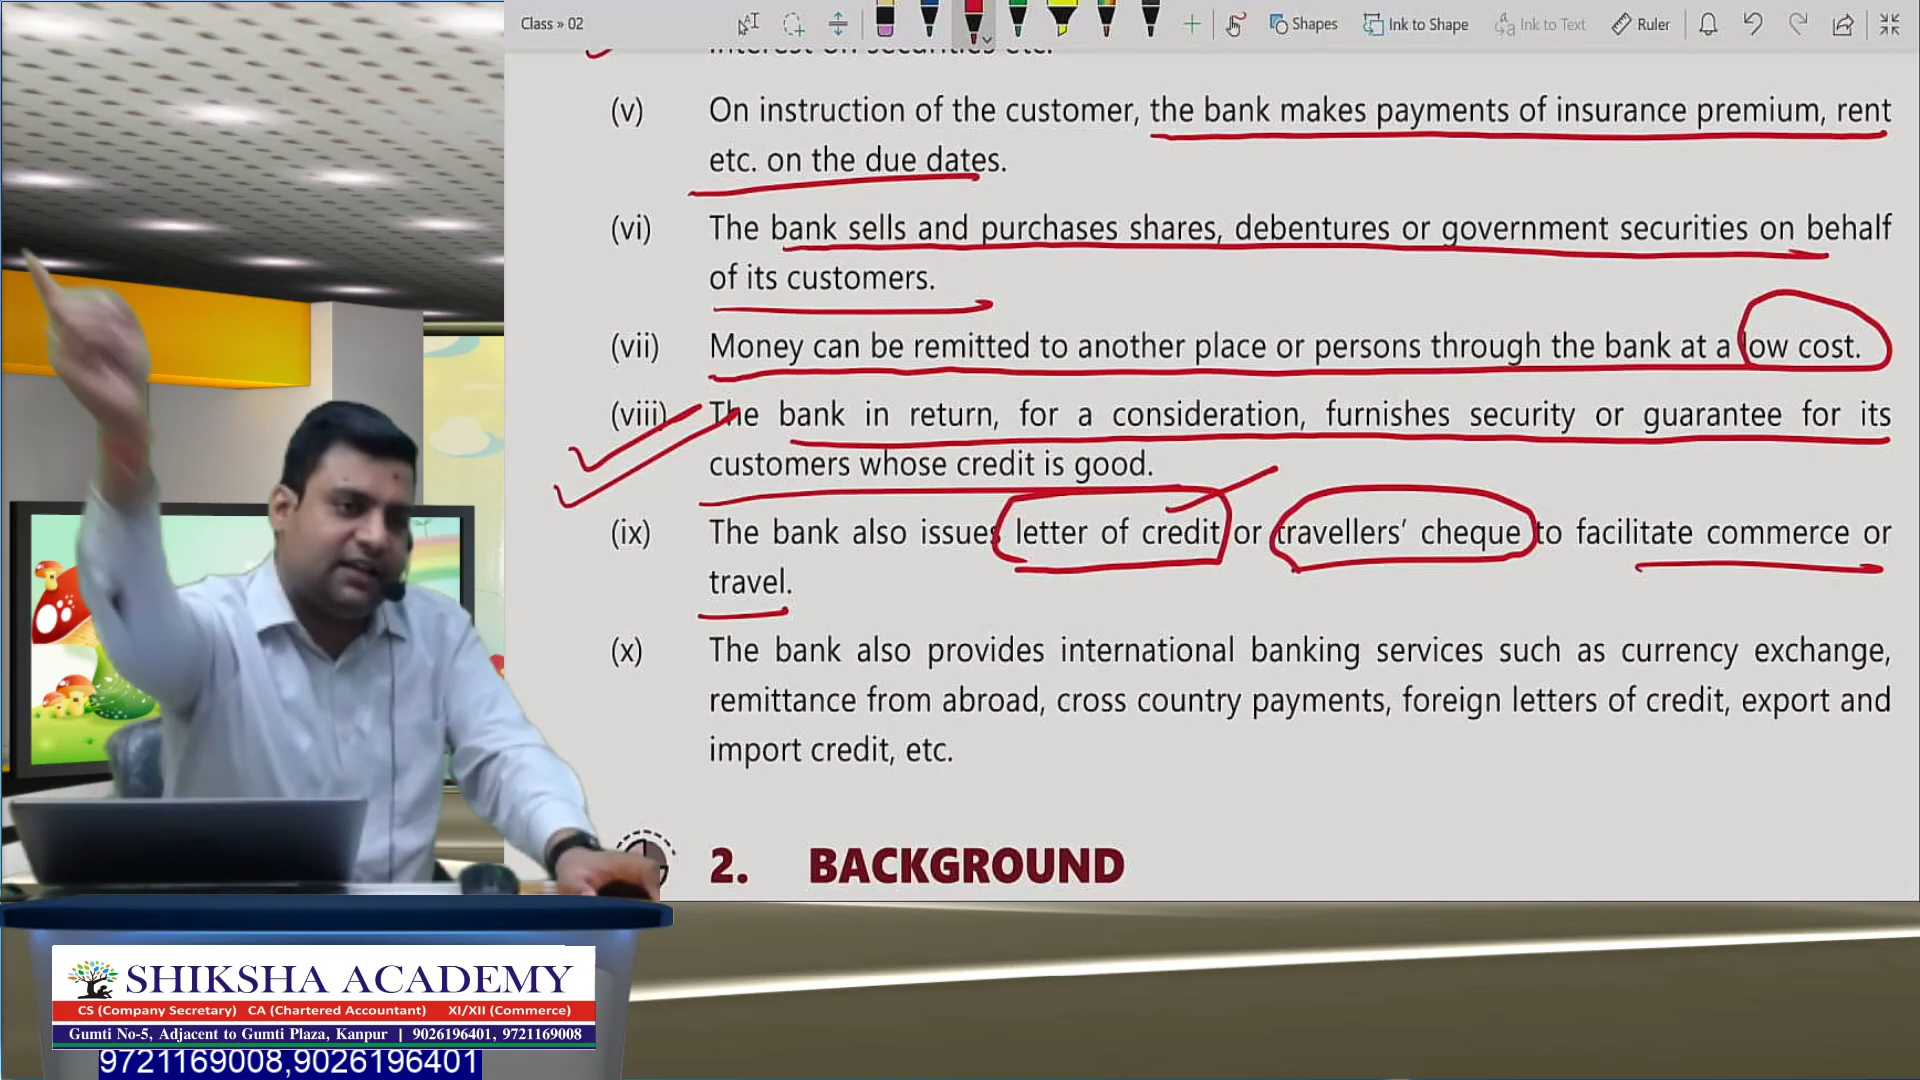 Class » 02
Shapes
Ink to Shape
Ink to Text
Ruler
interest on securities etc.
(v) On instruction of the customer, the bank makes payments of insurance premium, rent
etc. on the due dates.
(vi) The bank sells and purchases shares, debentures or government securities on behalf
of its customers.
(vii) Money can be remitted to another place or persons through the bank at a low cost.
(viii) The bank in return, for a consideration, furnishes security or guarantee for its
customers whose credit is good.
(ix) The bank also issues letter of credit or travellers’ cheque to facilitate commerce or
travel.
(x) The bank also provides international banking services such as currency exchange,
remittance from abroad, cross country payments, foreign letters of credit, export and
import credit, etc.
2. BACKGROUND
SHIKSHA ACADEMY
CS (Company Secretary) CA (Chartered Accountant) XI/XII (Commerce)
Gumti No-5, Adjacent to Gumti Plaza, Kanpur | 9026196401, 9721169008
9721169008,9026196401